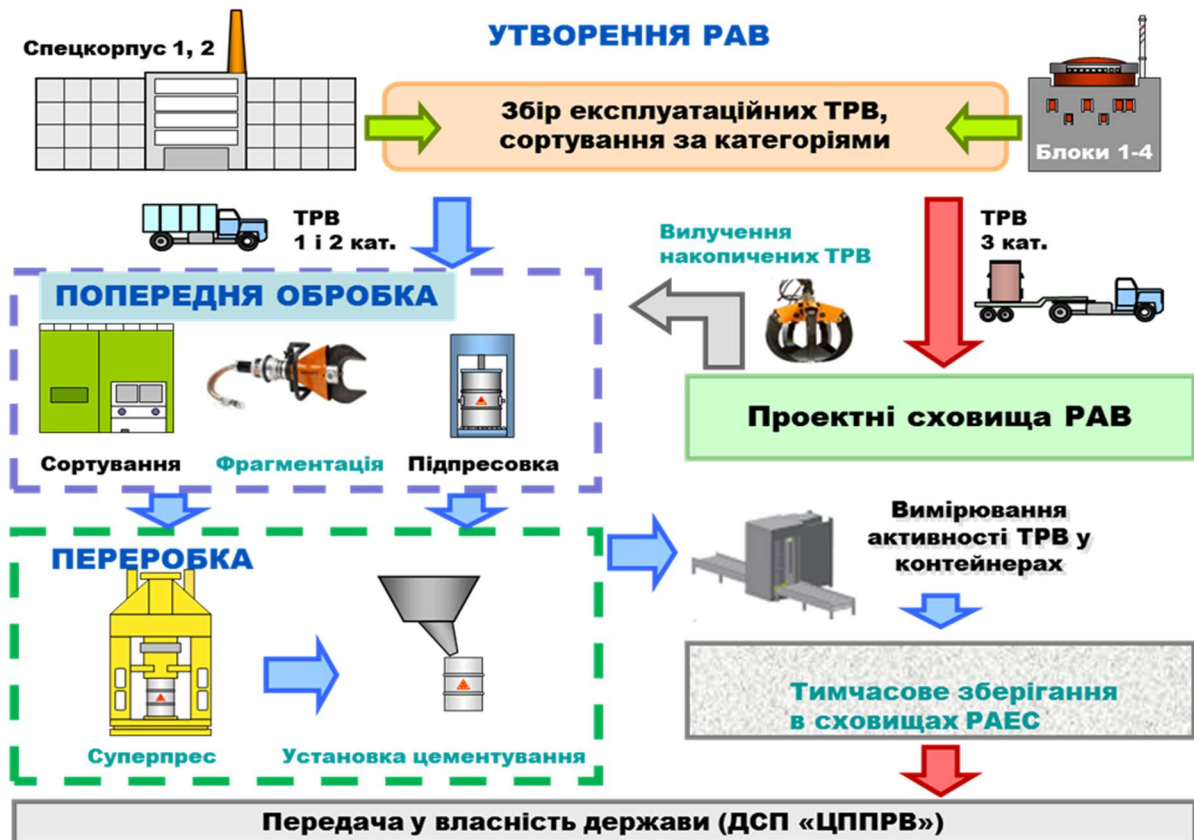 УТВОРЕННЯ РАВ
Спецкорпус 1, 2
Збір експлуатаційних ТРВ,
сортування за категоріями
Блоки 1-4
ТРВ
1 і 2 кат.
Вилучення
накопичених ТРВ
ТРВ
3 кат.
ПОПЕРЕДНЯ ОБРОБКА
Сортування
Фрагментація
Підпресовка
Проектні сховища РАВ
ПЕРЕРОБКА
Вимірювання
активності ТРВ у
контейнерах
Суперпрес
Установка цементування
Тимчасове зберігання
в сховищах РАЕС
Передача у власність держави (ДСП «ЦППРВ»)